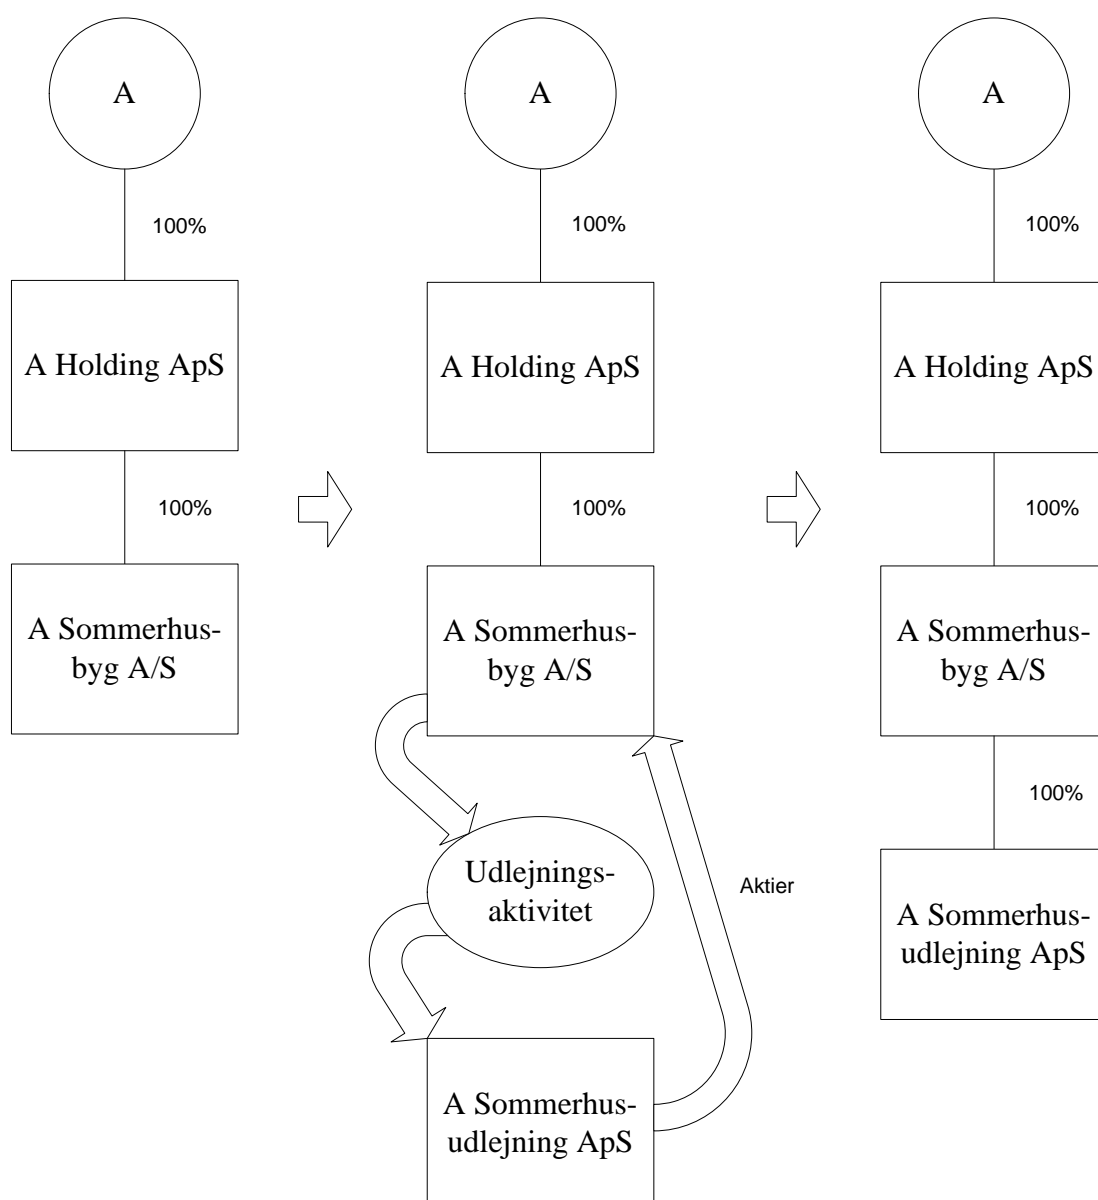 A
100%
A Holding ApS
100%
A Sommerhus-
byg A/S
A
100%
A Holding ApS
100%
A Sommerhus-
byg A/S
Udlejnings-
aktivitet
Aktier
A Sommerhus-
udlejning ApS
A
100%
A Holding ApS
100%
A Sommerhus-
byg A/S
100%
A Sommerhus-
udlejning ApS